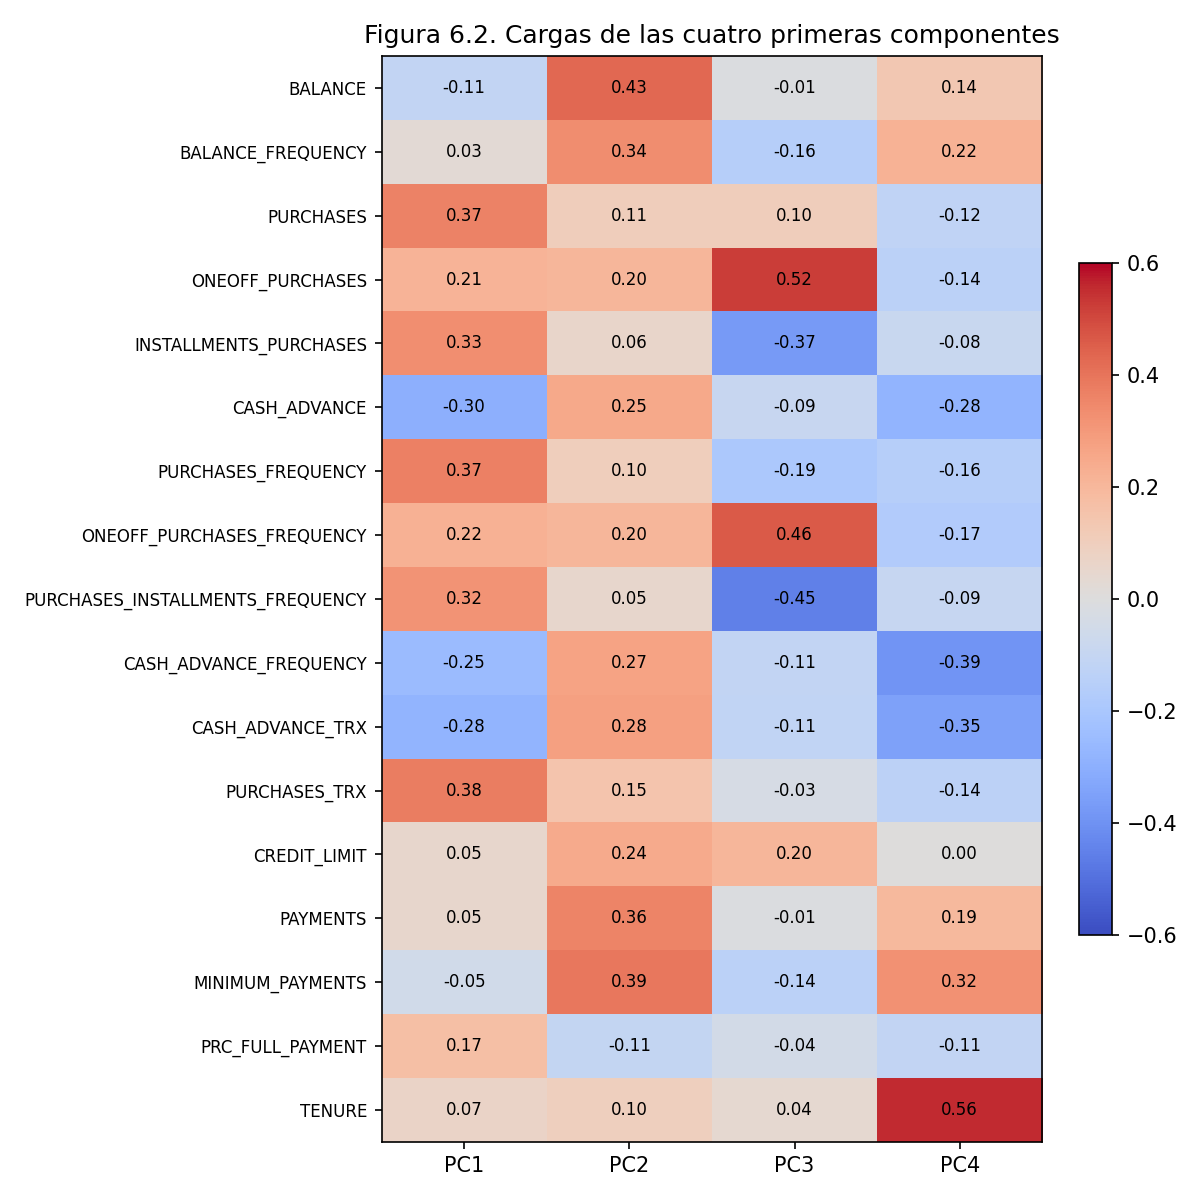 Figura 6.2. Cargas de las cuatro primeras componentes
BALANCE -0.11 0.43 -0.01 0.14
BALANCE_FREQUENCY 0.03 0.34 -0.16 0.22
PURCHASES 0.37 0.11 0.10 -0.12
ONEOFF_PURCHASES 0.21 0.20 0.52 -0.14
INSTALLMENTS_PURCHASES 0.33 0.06 -0.37 -0.08
CASH_ADVANCE -0.30 0.25 -0.09 -0.28
PURCHASES_FREQUENCY 0.37 0.10 -0.19 -0.16
ONEOFF_PURCHASES_FREQUENCY 0.22 0.20 0.46 -0.17
PURCHASES_INSTALLMENTS_FREQUENCY 0.32 0.05 -0.45 -0.09
CASH_ADVANCE_FREQUENCY -0.25 0.27 -0.11 -0.39
CASH_ADVANCE_TRX -0.28 0.28 -0.11 -0.35
PURCHASES_TRX 0.38 0.15 -0.03 -0.14
CREDIT_LIMIT 0.05 0.24 0.20 0.00
PAYMENTS 0.05 0.36 -0.01 0.19
MINIMUM_PAYMENTS -0.05 0.39 -0.14 0.32
PRC_FULL_PAYMENT 0.17 -0.11 -0.04 -0.11
TENURE 0.07 0.10 0.04 0.56
PC1 PC2 PC3 PC4
0.6
0.4
0.2
0.0
−0.2
−0.4
−0.6